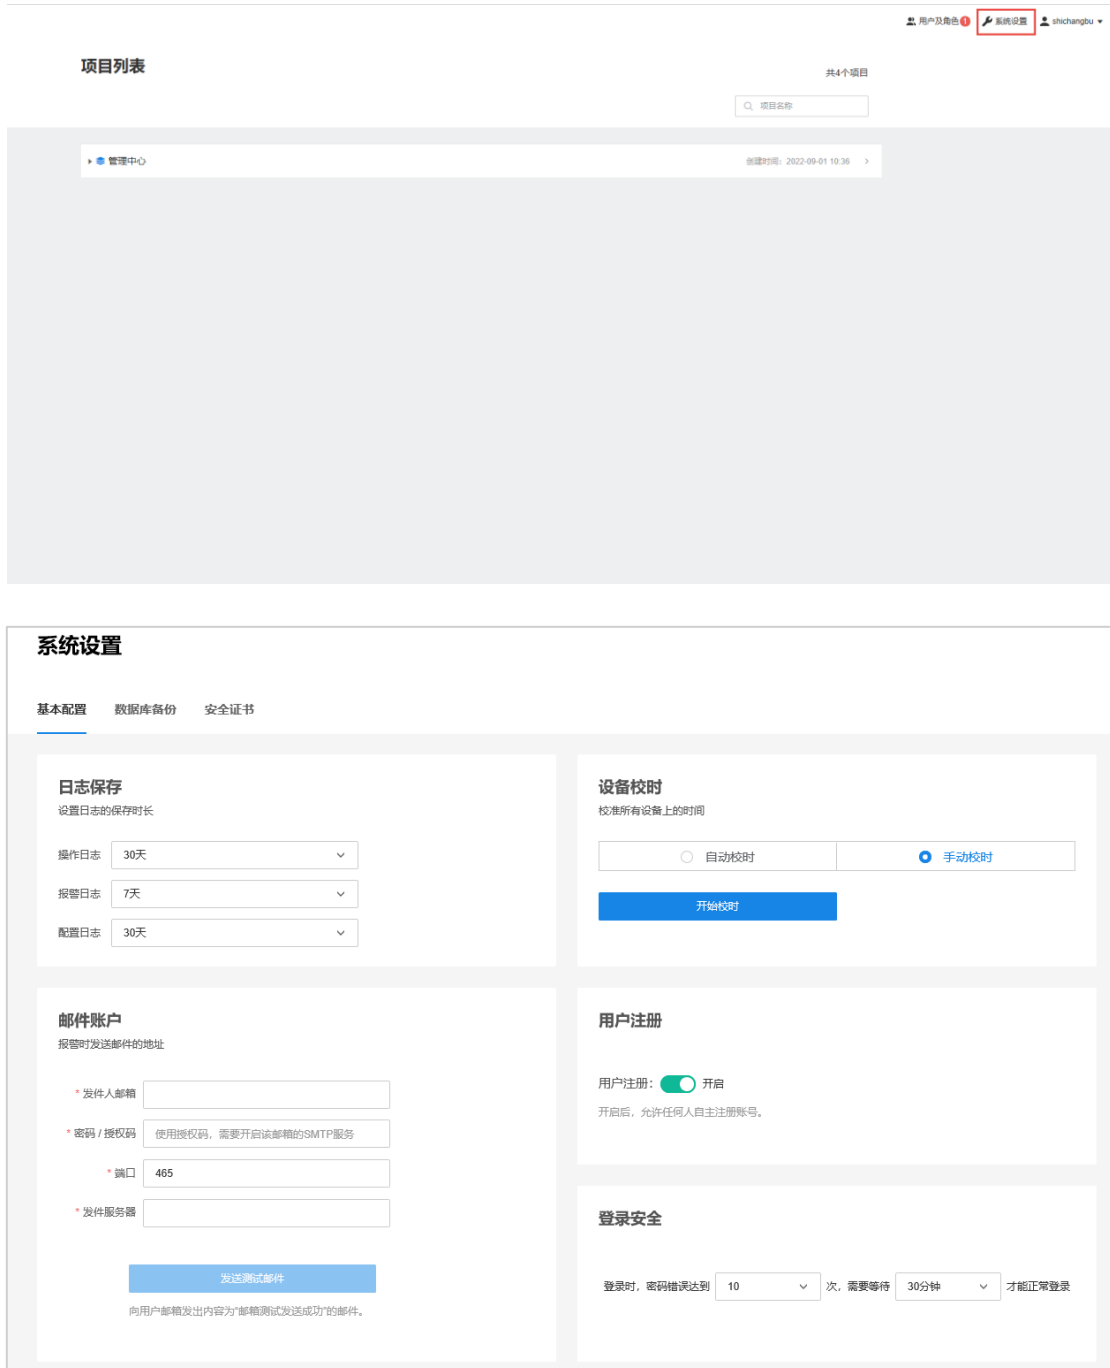 用户及角色 1 系统设置 shichangbu
项目列表
共4个项目
项目名称
管理中心 创建时间：2022-09-01 10:36
系统设置
基本配置 数据库备份 安全证书
日志保存
设置日志的保存时长
操作日志 30天
报警日志 7天
配置日志 30天
设备校时
校准所有设备上的时间
自动校时 手动校时
开始校时
邮件账户
报警时发送邮件的地址
* 发件人邮箱
* 密码 / 授权码 使用授权码，需要开启该邮箱的SMTP服务
* 端口 465
* 发件服务器
发送测试邮件
向用户邮箱发出内容为“邮箱测试发送成功”的邮件。
用户注册
用户注册： 开启
开启后，允许任何人自主注册账号。
登录安全
登录时，密码错误达到 10 次，需要等待 30分钟 才能正常登录